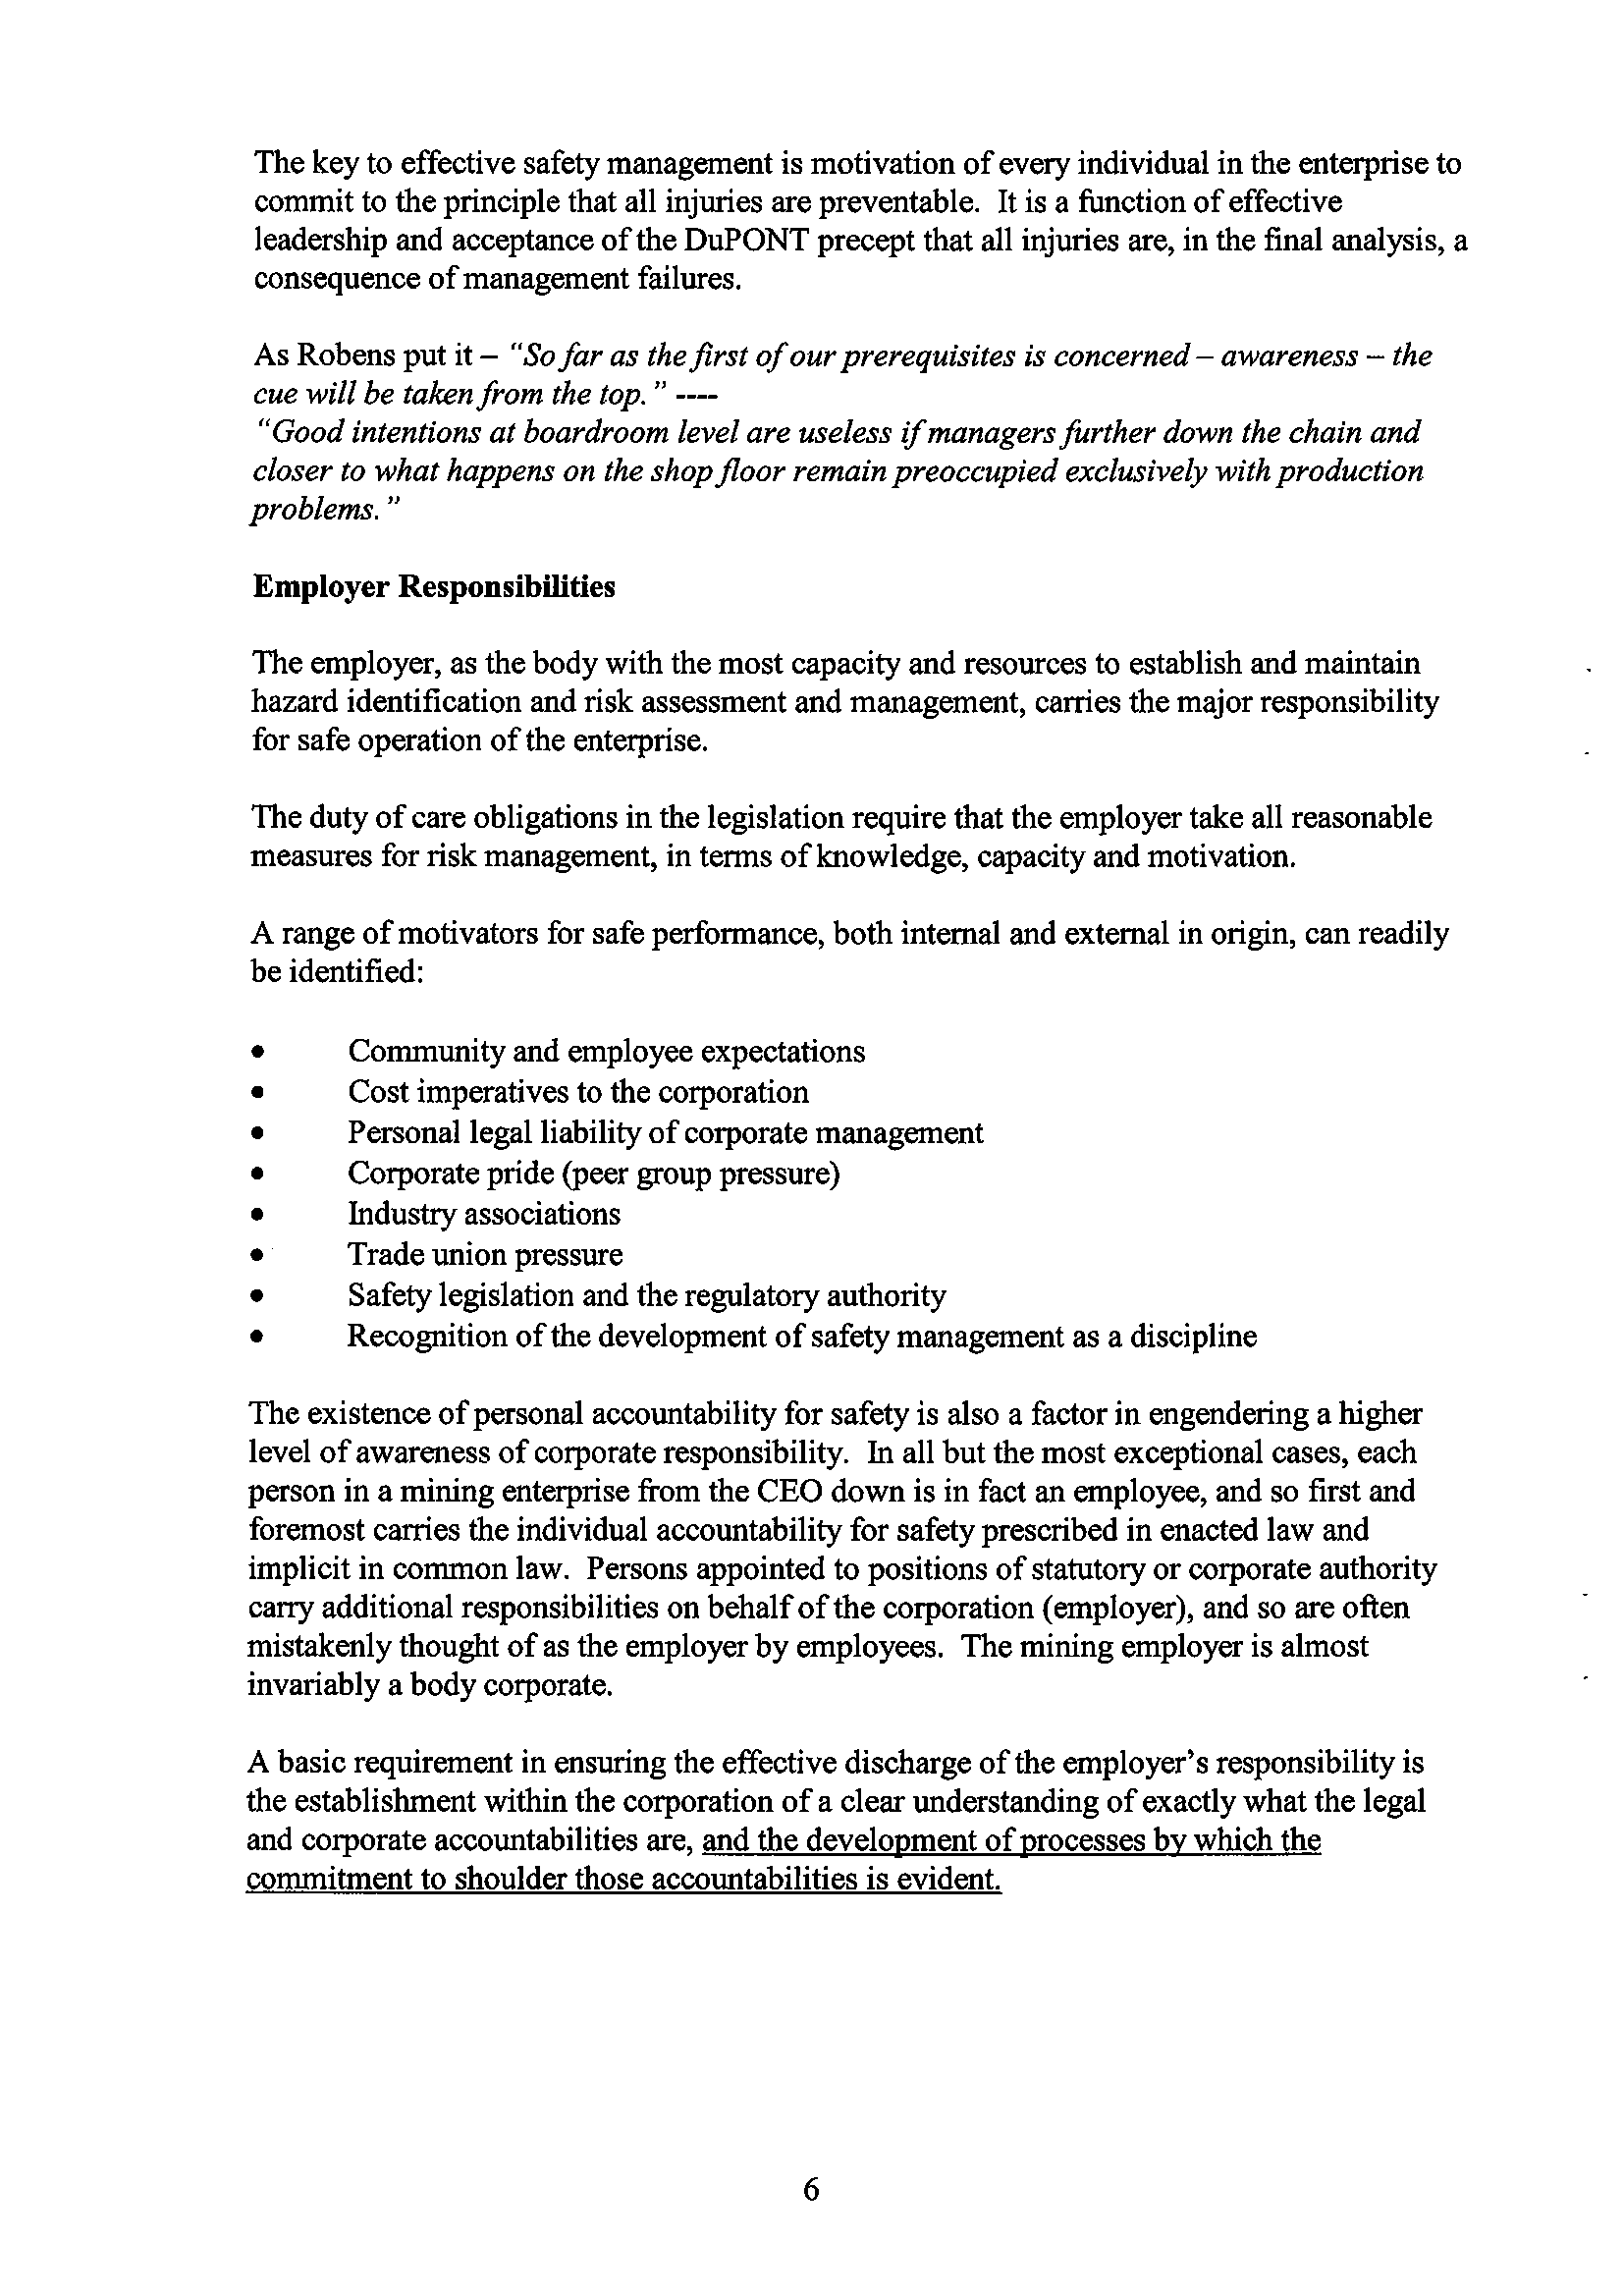 The key to effective safety management is motivation of every individual in the enterprise to
commit to the principle that all injuries are preventable.  It is a function of effective
leadership and acceptance of the DuPONT precept that all injuries are, in the final analysis, a
consequence of management failures.
As Robens put it – "So far as the first of our prerequisites is concerned – awareness – the
cue will be taken from the top. " ----
"Good intentions at boardroom level are useless if managers further down the chain and
closer to what happens on the shop floor remain preoccupied exclusively with production
problems. "
Employer Responsibilities
The employer, as the body with the most capacity and resources to establish and maintain
hazard identification and risk assessment and management, carries the major responsibility
for safe operation of the enterprise.
The duty of care obligations in the legislation require that the employer take all reasonable
measures for risk management, in terms of knowledge, capacity and motivation.
A range of motivators for safe performance, both internal and external in origin, can readily
be identified:
• Community and employee expectations
• Cost imperatives to the corporation
• Personal legal liability of corporate management
• Corporate pride (peer group pressure)
• Industry associations
• Trade union pressure
• Safety legislation and the regulatory authority
• Recognition of the development of safety management as a discipline
The existence of personal accountability for safety is also a factor in engendering a higher
level of awareness of corporate responsibility.  In all but the most exceptional cases, each
person in a mining enterprise from the CEO down is in fact an employee, and so first and
foremost carries the individual accountability for safety prescribed in enacted law and
implicit in common law.  Persons appointed to positions of statutory or corporate authority
carry additional responsibilities on behalf of the corporation (employer), and so are often
mistakenly thought of as the employer by employees.  The mining employer is almost
invariably a body corporate.
A basic requirement in ensuring the effective discharge of the employer's responsibility is
the establishment within the corporation of a clear understanding of exactly what the legal
and corporate accountabilities are, and the development of processes by which the
commitment to shoulder those accountabilities is evident.
6